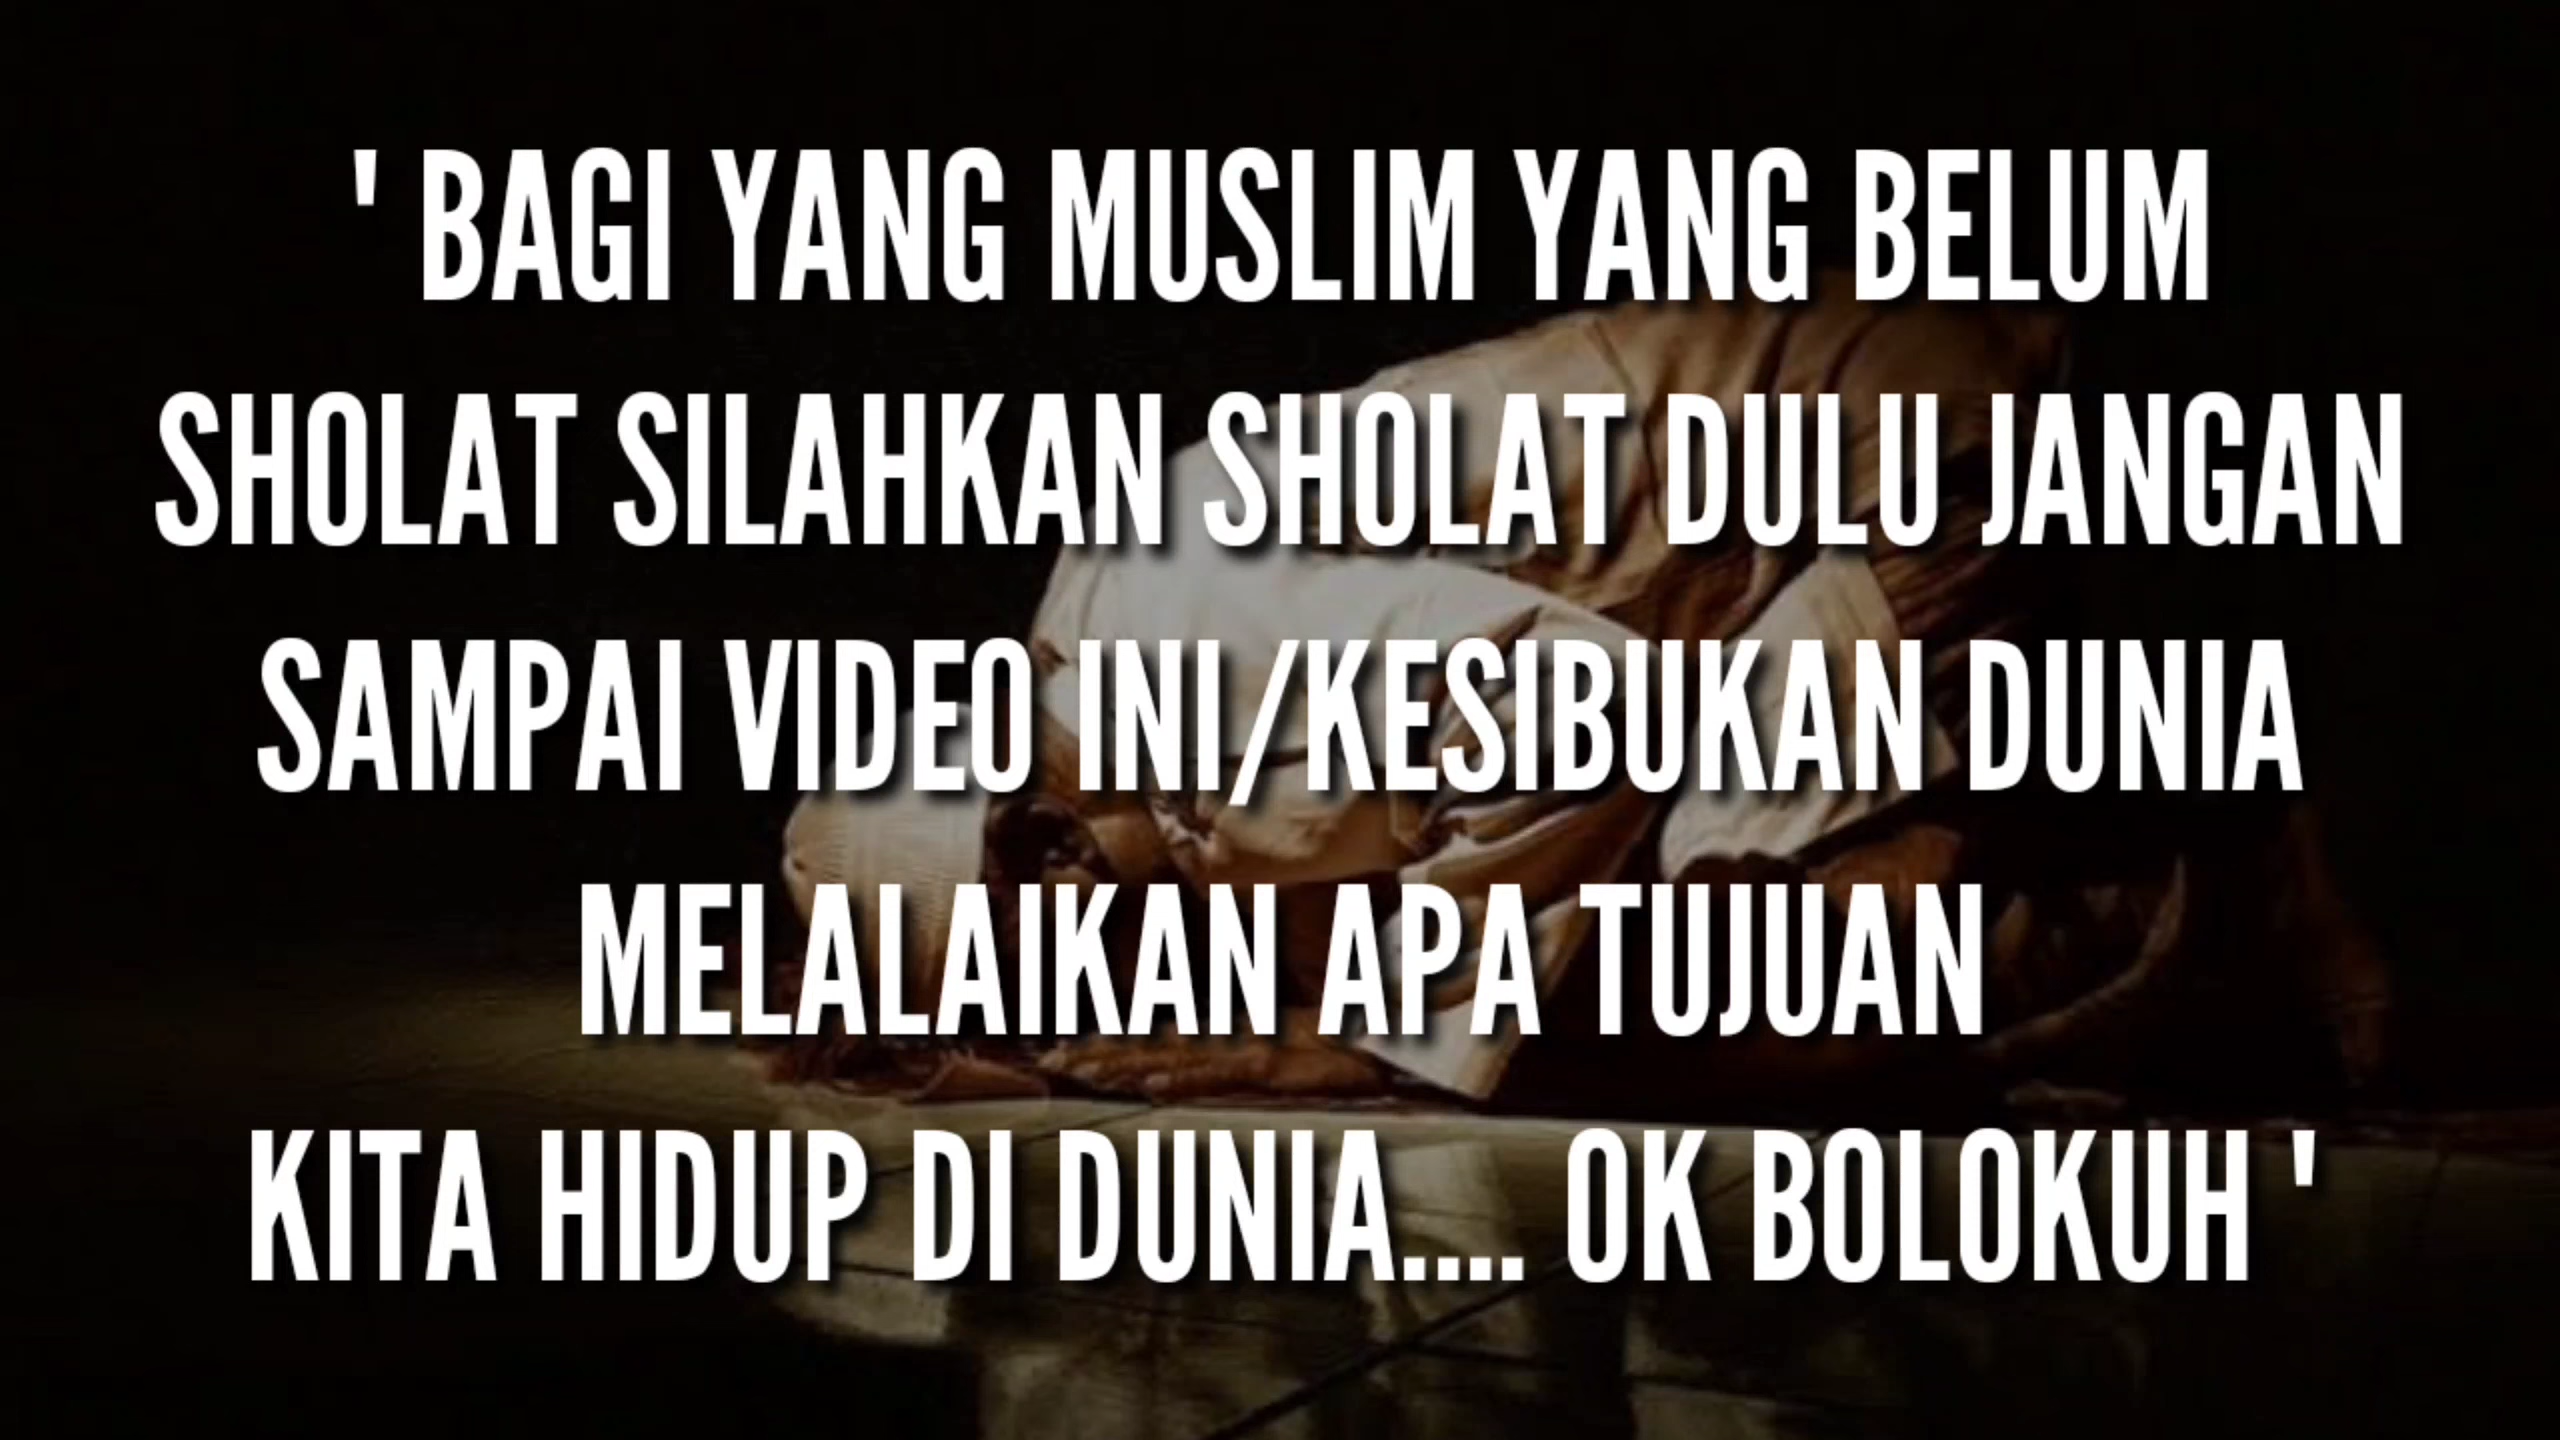 ' BAGI YANG MUSLIM YANG BELUM
SHOLAT SILAHKAN SHOLAT DULU JANGAN
SAMPAI VIDEO INI/KESIBUKAN DUNIA
MELALAIKAN APA TUJUAN
KITA HIDUP DI DUNIA.... OK BOLOKUH '